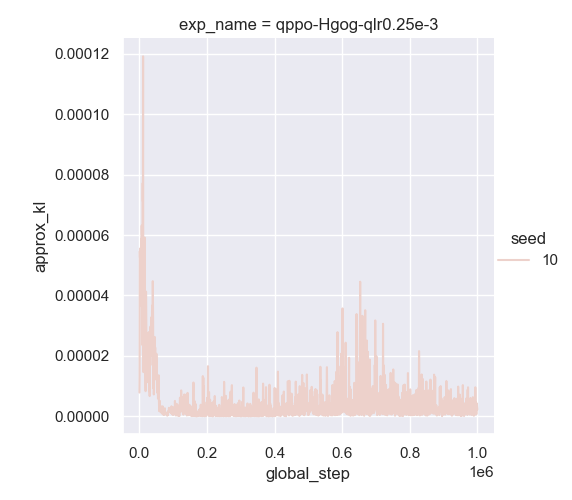 exp_name = qppo-Hgog-qlr0.25e-3
0.00012
0.00010
0.00008
0.00006
0.00004
0.00002
0.00000
approx_kl
0.0 0.2 0.4 0.6 0.8 1.0
1e6
global_step
seed
10